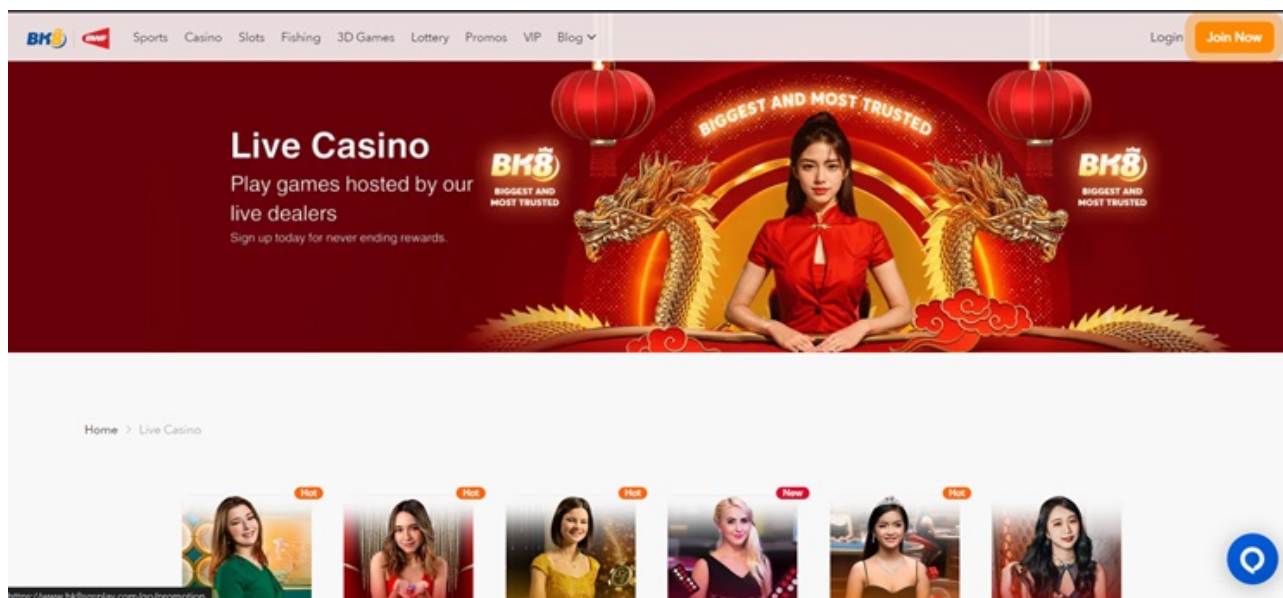 BK8
Sports Casino Slots Fishing 3D Games Lottery Promos VIP Blog
Login
Join Now
Live Casino
Play games hosted by our
live dealers
Sign up today for never ending rewards.
BIGGEST AND MOST TRUSTED
BK8
BIGGEST AND
MOST TRUSTED
BK8
BIGGEST AND
MOST TRUSTED
Home > Live Casino
Hot
Hot
Hot
New
Hot